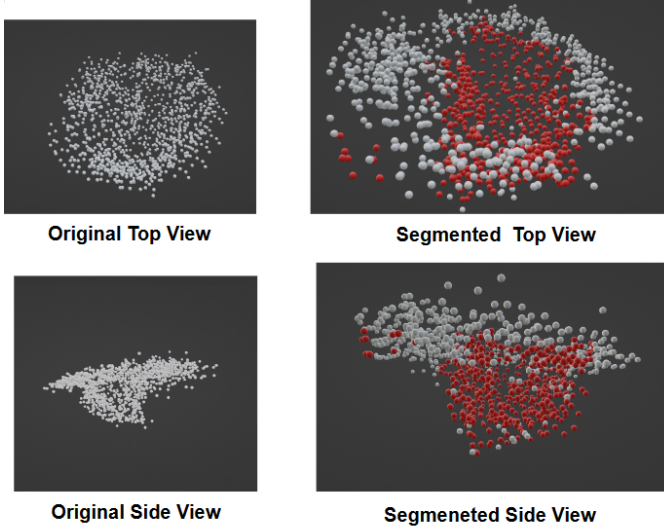 Original Top View
Segmented Top View
Original Side View
Segmeneted Side View